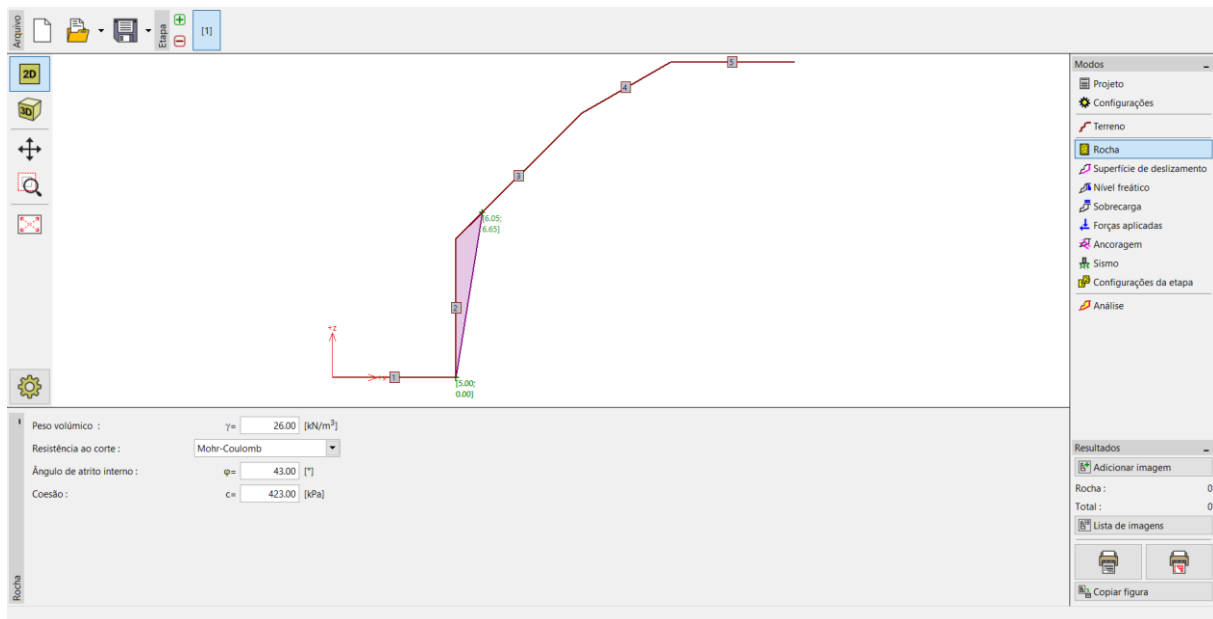 Arquivo
Etapa
[1]
2D
3D
5
4
3
[6.05;
6.65]
2
+z
+x
1
[5.00;
0.00]
Modos
Projeto
Configurações
Terreno
Rocha
Superfície de deslizamento
Nível freático
Sobrecarga
Forças aplicadas
Ancoragem
Sismo
Configurações da etapa
Análise
Peso volúmico : γ= 26.00 [kN/m³]
Resistência ao corte : Mohr-Coulomb
Ângulo de atrito interno : φ= 43.00 [°]
Coesão : c= 423.00 [kPa]
Rocha
Resultados
Adicionar imagem
Rocha : 0
Total : 0
Lista de imagens
Copiar figura